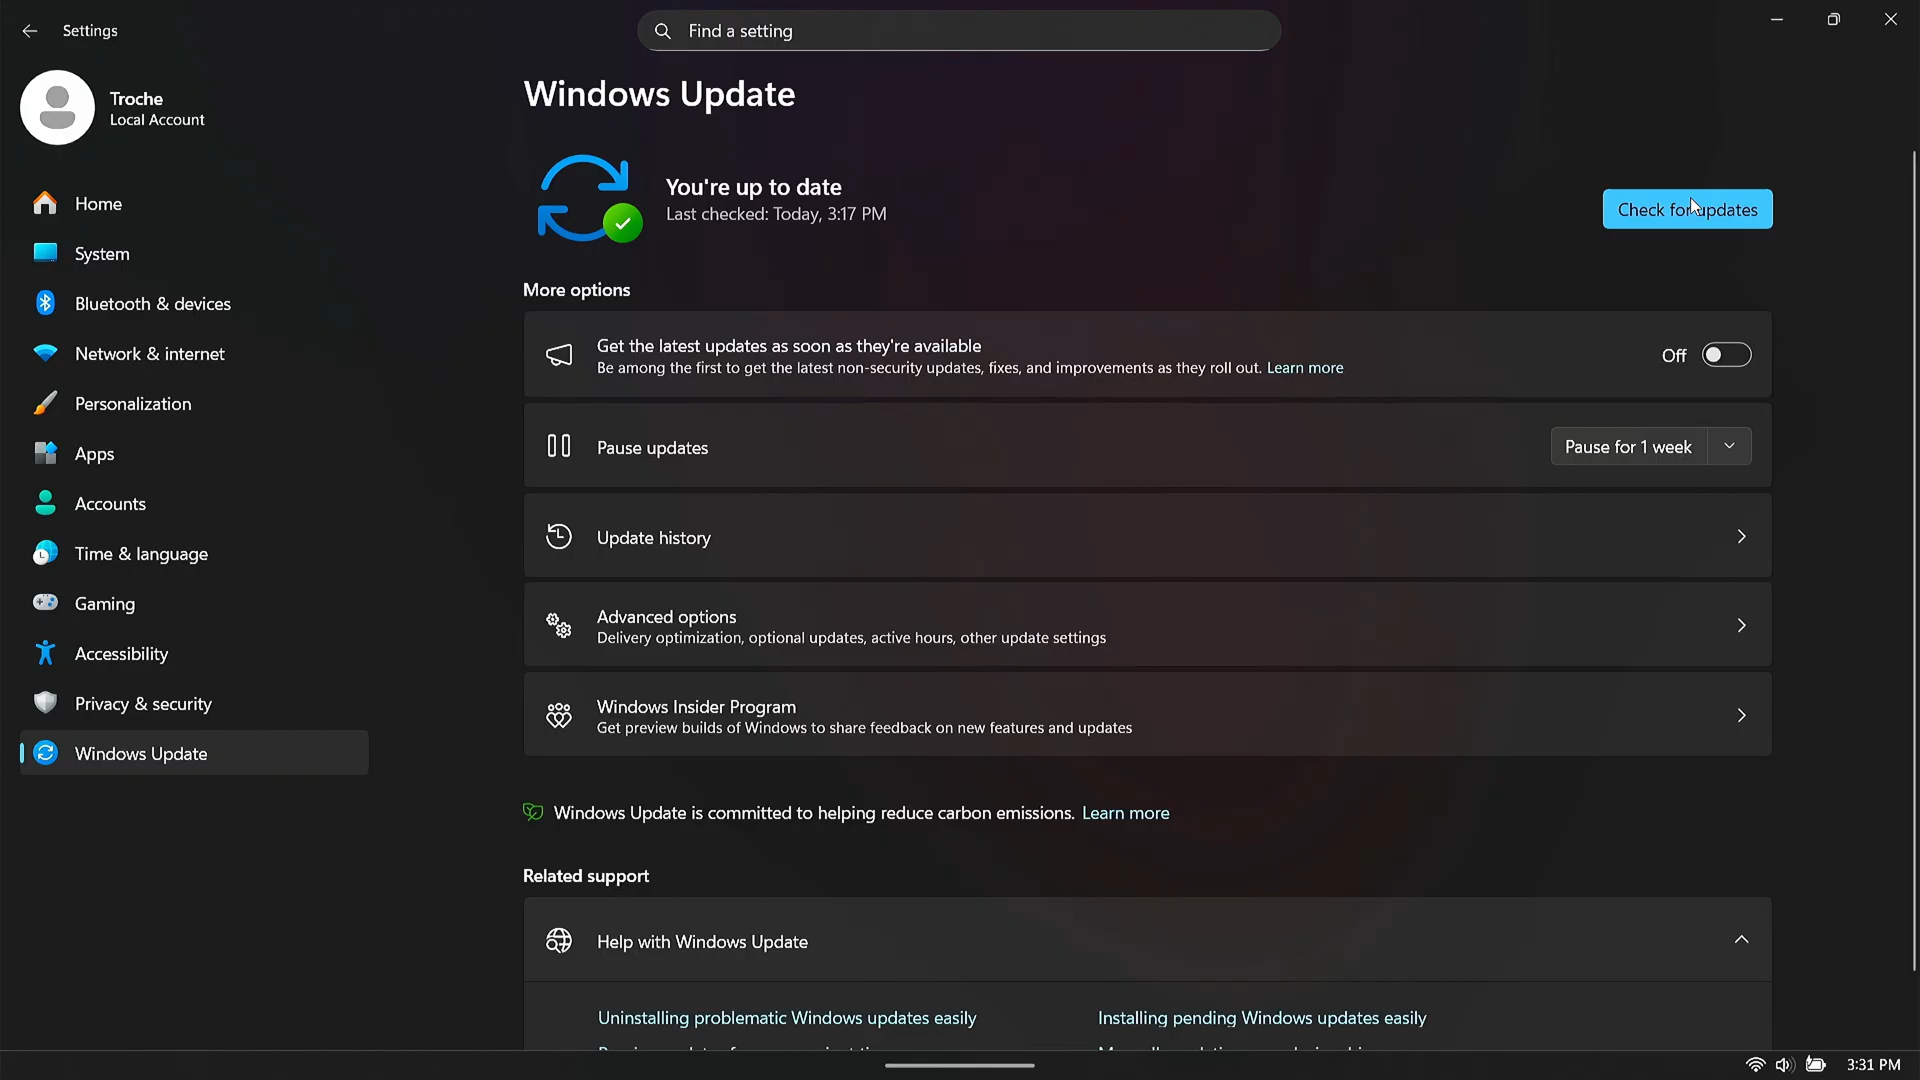 Settings
Find a setting
Troche
Local Account
Home
System
Bluetooth & devices
Network & internet
Personalization
Apps
Accounts
Time & language
Gaming
Accessibility
Privacy & security
Windows Update
Windows Update
You're up to date
Last checked: Today, 3:17 PM
Check for updates
More options
Get the latest updates as soon as they're available
Be among the first to get the latest non-security updates, fixes, and improvements as they roll out. Learn more
Off
Pause updates
Pause for 1 week
Update history
Advanced options
Delivery optimization, optional updates, active hours, other update settings
Windows Insider Program
Get preview builds of Windows to share feedback on new features and updates
Windows Update is committed to helping reduce carbon emissions. Learn more
Related support
Help with Windows Update
Uninstalling problematic Windows updates easily
Installing pending Windows updates easily
3:31 PM